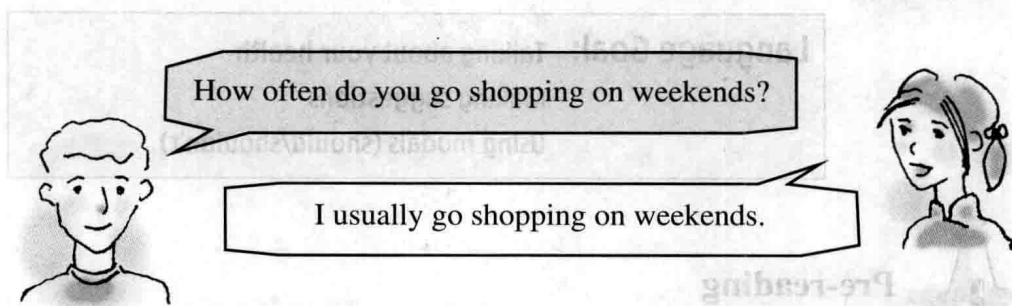 How often do you go shopping on weekends?
I usually go shopping on weekends.
Language Goal: Talking about your health
Using modals (should/shouldn't)
Pre-reading